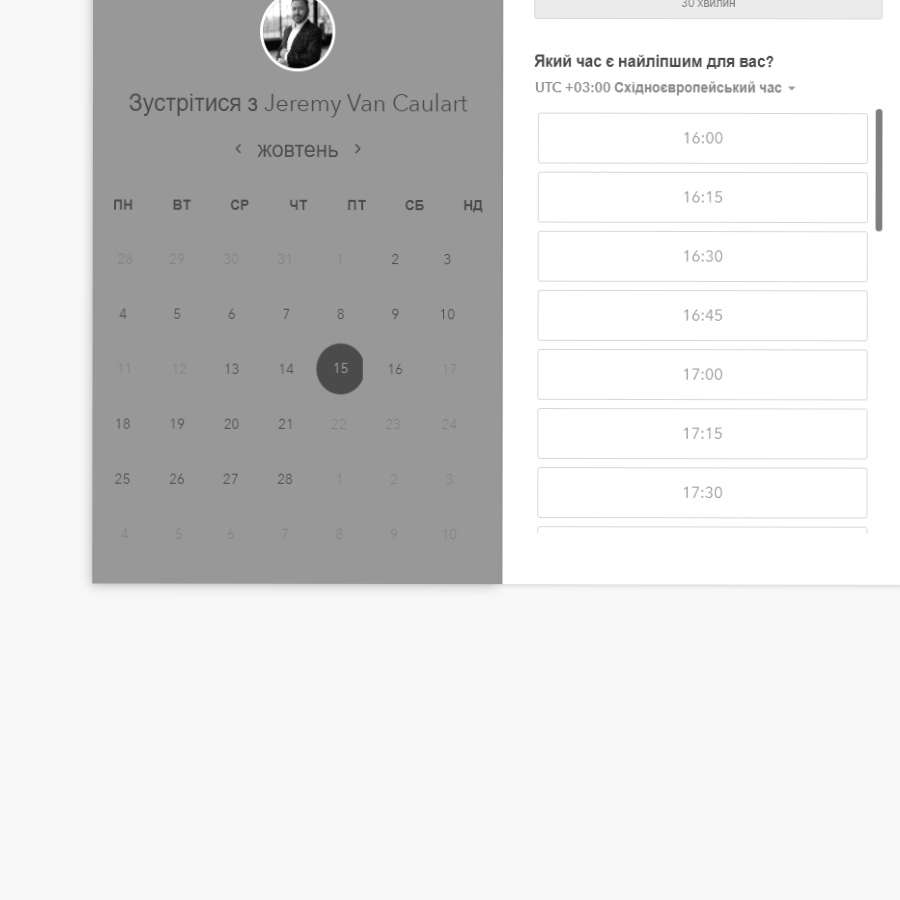 Зустрітися з Jeremy Van Caulart
‹ жовтень ›
ПН ВТ СР ЧТ ПТ СБ НД
28 29 30 31 1 2 3
4 5 6 7 8 9 10
11 12 13 14 15 16 17
18 19 20 21 22 23 24
25 26 27 28 1 2 3
4 5 6 7 8 9 10
30 хвилин
Який час є найліпшим для вас?
UTC +03:00 Східноєвропейський час
16:00
16:15
16:30
16:45
17:00
17:15
17:30